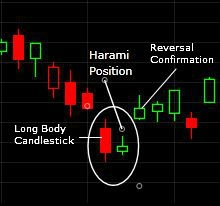 Harami
Position
Reversal
Confirmation
Long Body
Candlestick